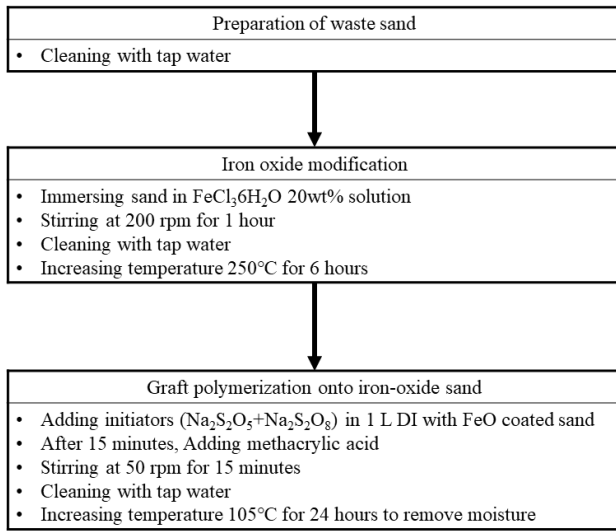 Preparation of waste sand
• Cleaning with tap water
Iron oxide modification
• Immersing sand in FeCl₃6H₂O 20wt% solution
• Stirring at 200 rpm for 1 hour
• Cleaning with tap water
• Increasing temperature 250°C for 6 hours
Graft polymerization onto iron-oxide sand
• Adding initiators (Na₂S₂O₅+Na₂S₂O₈) in 1 L DI with FeO coated sand
• After 15 minutes, Adding methacrylic acid
• Stirring at 50 rpm for 15 minutes
• Cleaning with tap water
• Increasing temperature 105°C for 24 hours to remove moisture